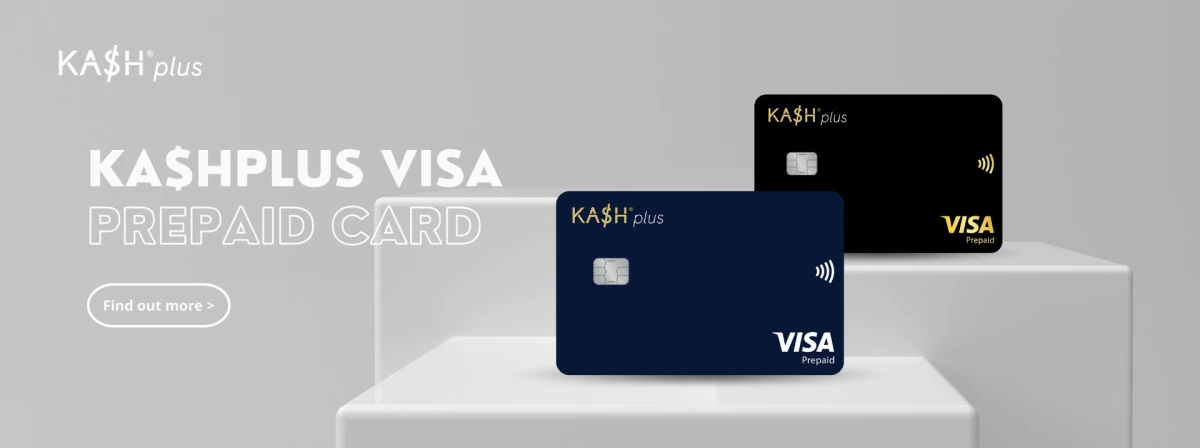 KA$H® plus
KA$HPLUS VISA
PREPAID CARD
Find out more >
KA$H® plus
VISA
Prepaid
KA$H® plus
VISA
Prepaid